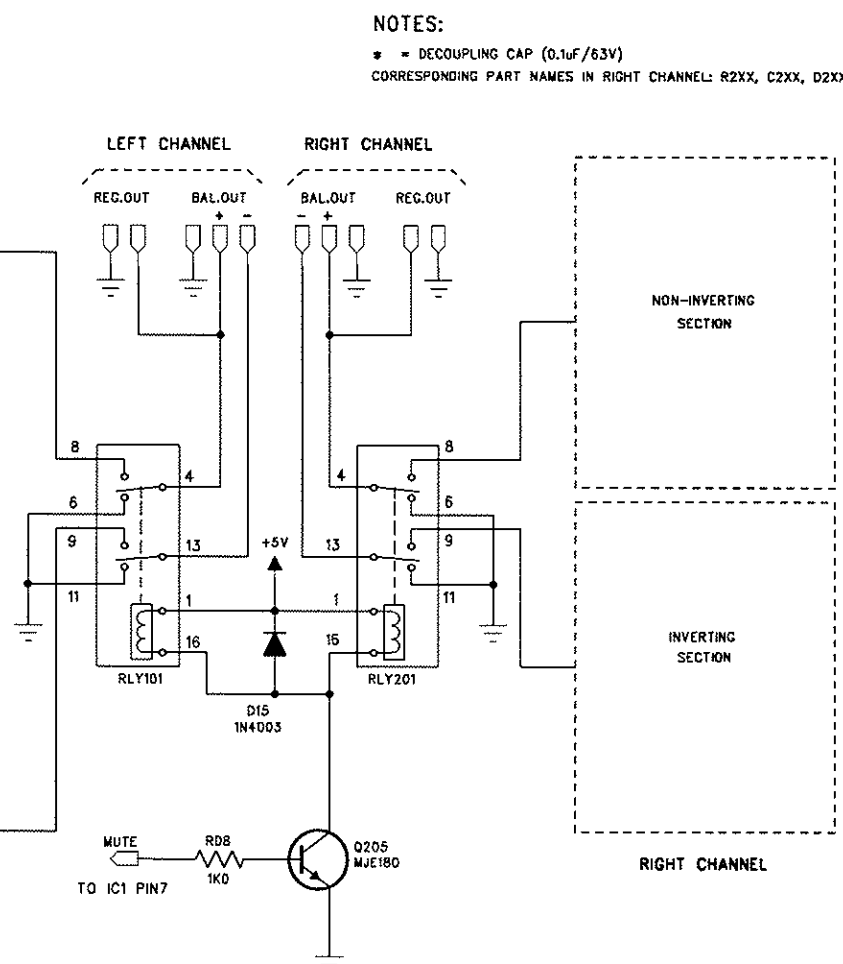 NOTES:
* = DECOUPLING CAP (0.1uF/63V)
CORRESPONDING PART NAMES IN RIGHT CHANNEL: R2XX, C2XX, D2XX
LEFT CHANNEL RIGHT CHANNEL
REG.OUT BAL.OUT BAL.OUT REG.OUT
+ - - +
NON-INVERTING
SECTION
8 8
4 4
6 6
9 9
13 +5V 13
11 11
1 1
16 16
INVERTING
SECTION
RLY101 RLY201
D15
1N4003
MUTE RD8 Q205
1K0 MJE180
TO IC1 PIN7
RIGHT CHANNEL